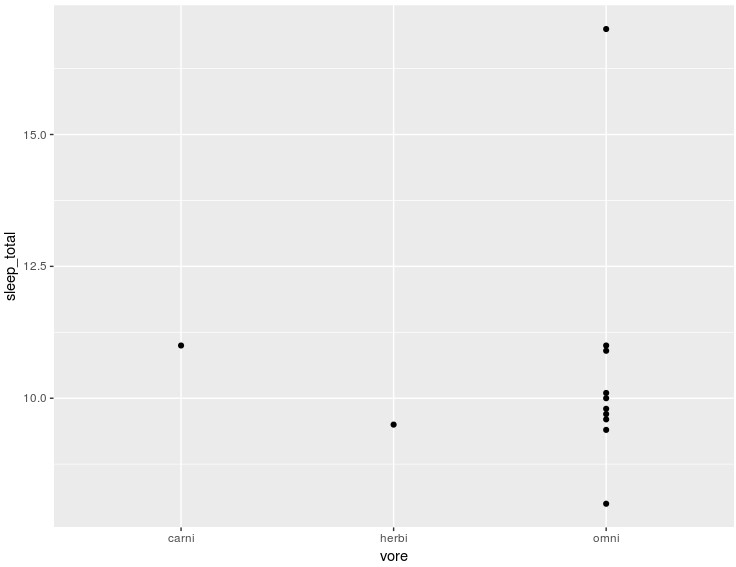 15.0
12.5
10.0
sleep_total
carni herbi omni
vore